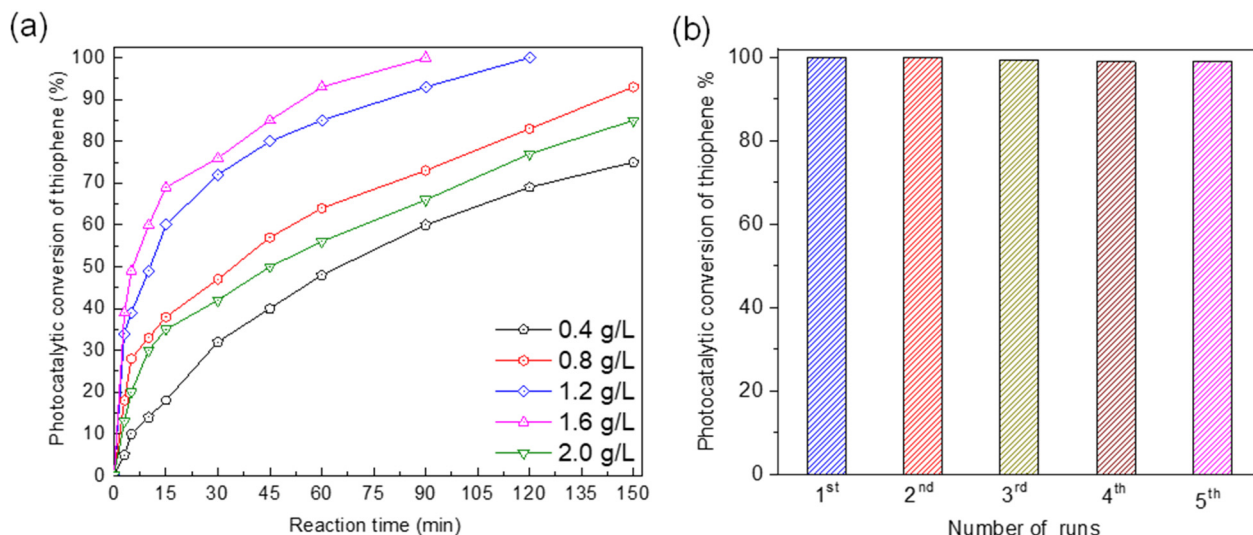 (a)
Photocatalytic conversion of thiophene (%)
100
90
80
70
60
50
40
30
20
10
0
0 15 30 45 60 75 90 105 120 135 150
Reaction time (min)
0.4 g/L
0.8 g/L
1.2 g/L
1.6 g/L
2.0 g/L
(b)
Photocatalytic conversion of thiophene %
100
80
60
40
20
0
1st 2nd 3rd 4th 5th
Number of runs